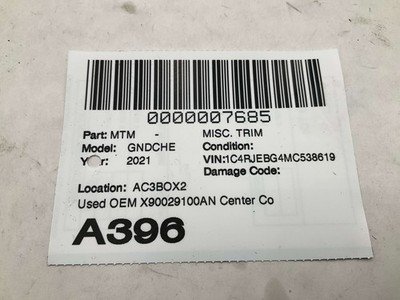 0000007685
Part: MTM - MISC. TRIM
Model: GNDCHE Condition:
Year: 2021 VIN:1C4RJEBG4MC538619
Damage Code:
Location: AC3BOX2
Used OEM X90029100AN Center Co
A396